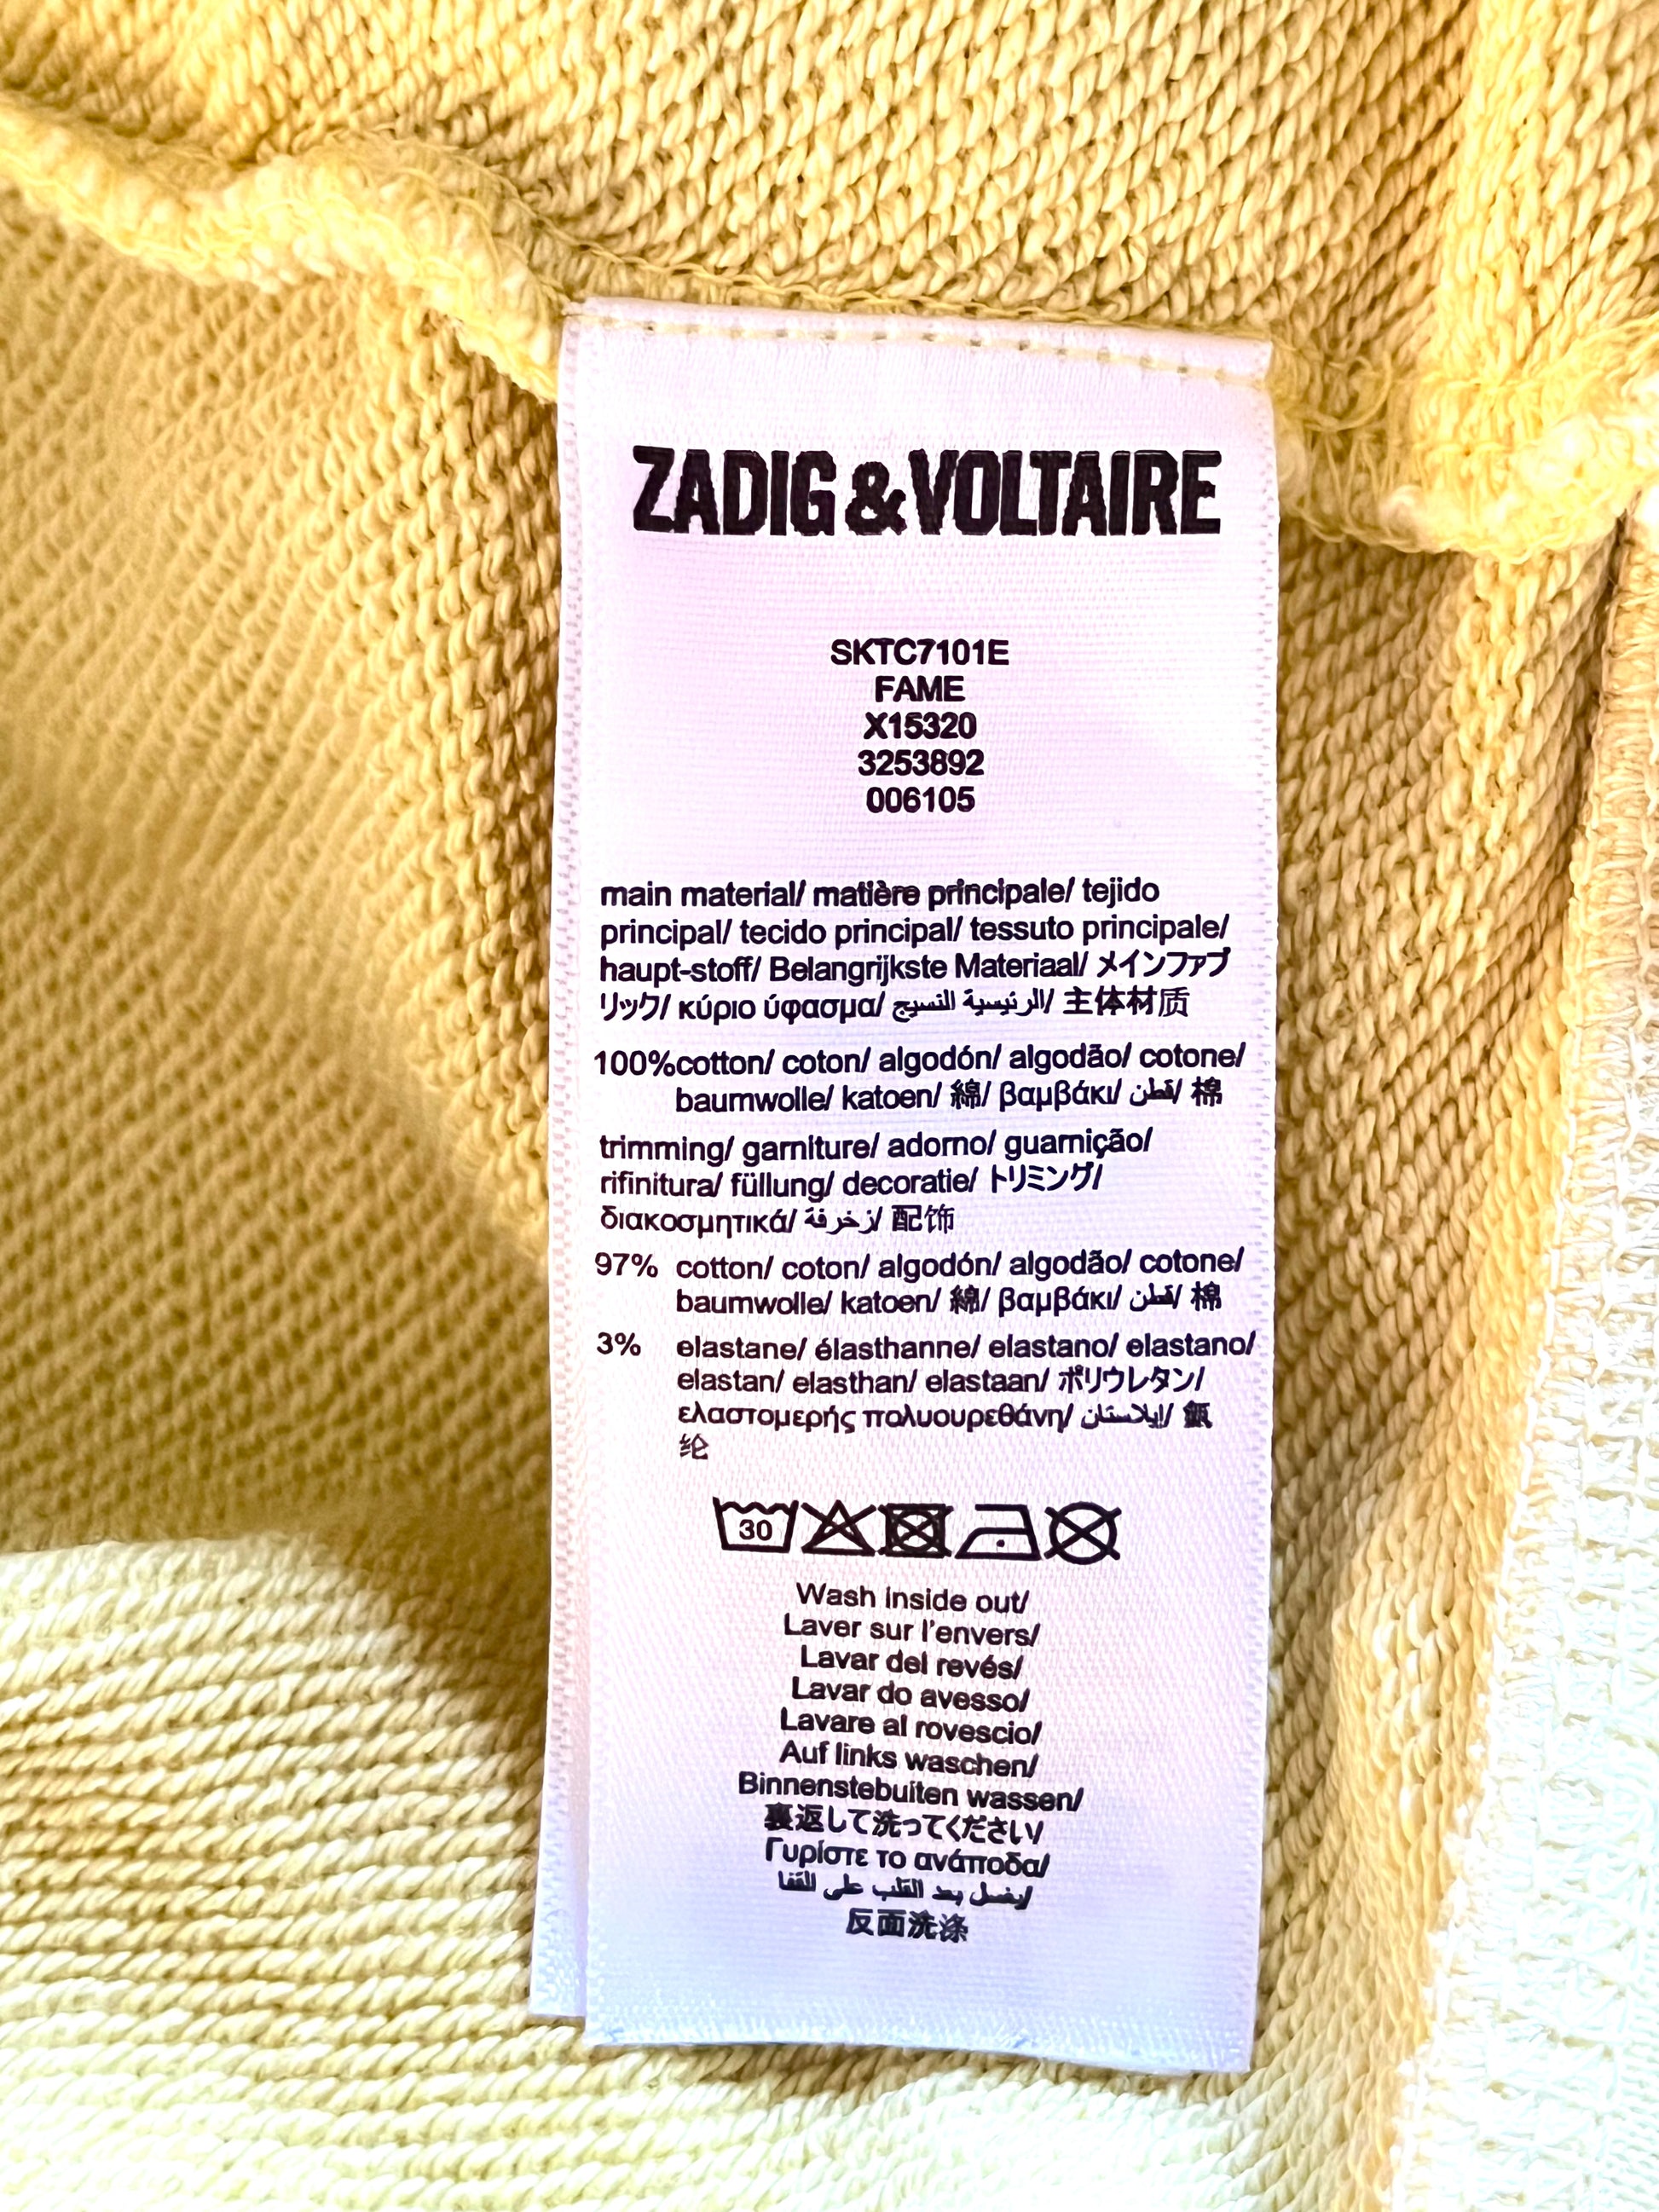 ZADIG & VOLTAIRE
SKTC7101E
FAME
X15320
3253892
006105
main material/ matière principale/ tejido
principal/ tecido principal/ tessuto principale/
haupt-stoff/ Belangrijkste Materiaal/ メインファブ
リック/ κύριο ύφασμα/ الرئيسية النسيج/ 主体材质
100%cotton/ coton/ algodón/ algodão/ cotone/
baumwolle/ katoen/ 綿/ βαμβάκι/ قطن/ 棉
trimming/ garniture/ adorno/ guarnição/
rifinitura/ füllung/ decoratie/ トリミング/
διακοσμητικά/ زخرفة/ 配饰
97% cotton/ coton/ algodón/ algodão/ cotone/
baumwolle/ katoen/ 綿/ βαμβάκι/ قطن/ 棉
3% elastane/ élasthanne/ elastano/ elastano/
elastan/ elasthan/ elastaan/ ポリウレタン/
ελαστομερής πολυουρεθάνη/ إيلاستان/ 氨
纶
30
Wash inside out/
Laver sur l'envers/
Lavar del revés/
Lavar do avesso/
Lavare al rovescio/
Auf links waschen/
Binnenstebuiten wassen/
裏返して洗ってください/
Γυρίστε το ανάποδα/
يغسل بعد القلب على القفا/
反面洗涤